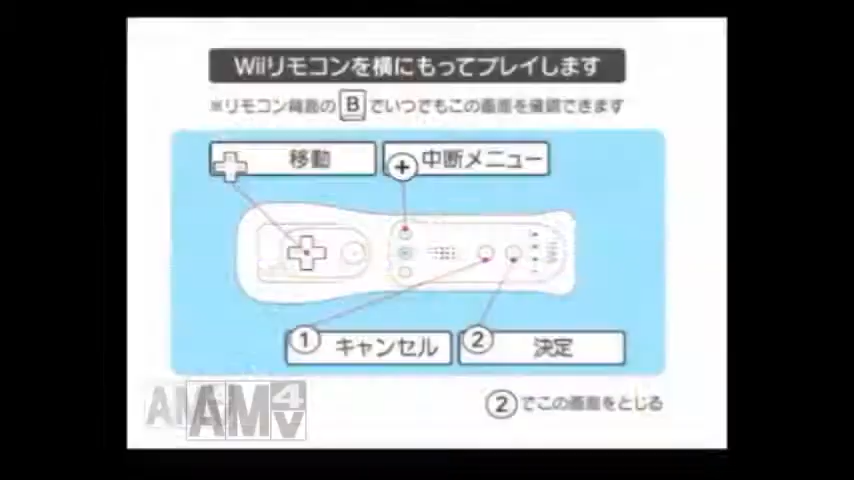 Wiiリモコンを横にもってプレイします
※リモコン背面の B でいつでもこの画面を確認できます
移動
+ 中断メニュー
1 キャンセル
2 決定
2 でこの画面をとじる
AM4V